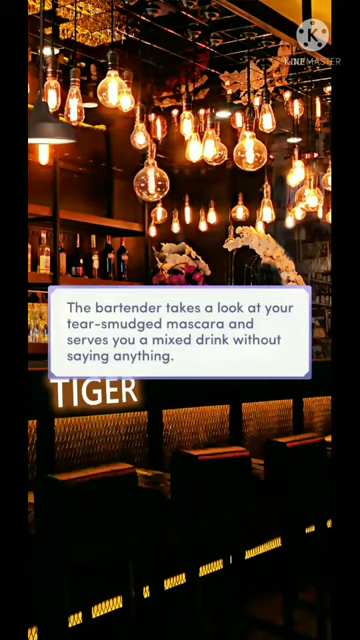 KINEMASTER
The bartender takes a look at your
tear-smudged mascara and
serves you a mixed drink without
saying anything.
TIGER